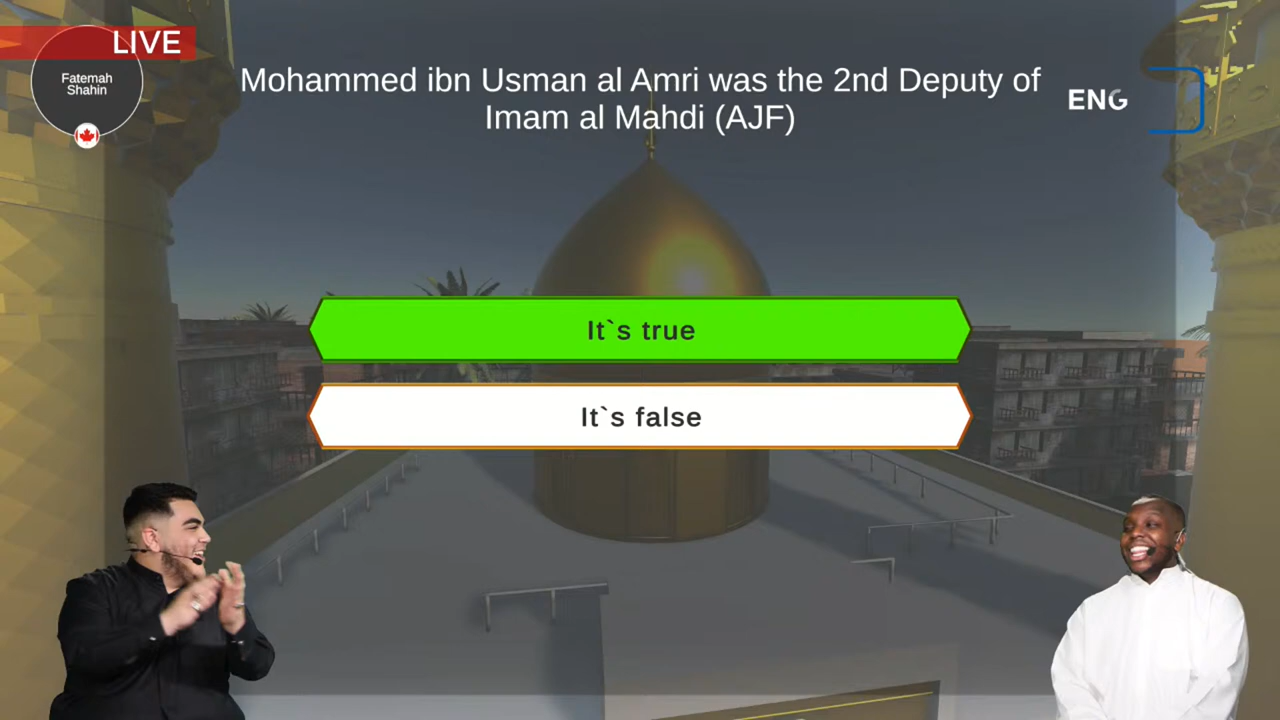 LIVE
Fatemah
Shahin
Mohammed ibn Usman al Amri was the 2nd Deputy of
Imam al Mahdi (AJF)
ENG
It`s true
It`s false